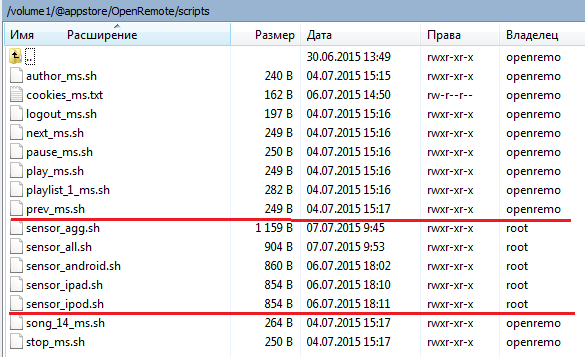 /volume1/@appstore/OpenRemote/scripts
Имя Расширение Размер Дата Права Владелец
.. 30.06.2015 13:49 rwxr-xr-x openremo
author_ms.sh 240 B 04.07.2015 15:15 rwxr-xr-x openremo
cookies_ms.txt 162 B 06.07.2015 14:50 rw-r--r-- openremo
logout_ms.sh 197 B 04.07.2015 15:16 rwxr-xr-x openremo
next_ms.sh 249 B 04.07.2015 15:16 rwxr-xr-x openremo
pause_ms.sh 250 B 04.07.2015 15:16 rwxr-xr-x openremo
play_ms.sh 249 B 04.07.2015 15:16 rwxr-xr-x openremo
playlist_1_ms.sh 282 B 04.07.2015 15:16 rwxr-xr-x openremo
prev_ms.sh 249 B 04.07.2015 15:17 rwxr-xr-x openremo
sensor_agg.sh 1 159 B 07.07.2015 9:45 rwxr-xr-x root
sensor_all.sh 904 B 07.07.2015 9:53 rwxr-xr-x root
sensor_android.sh 860 B 06.07.2015 18:02 rwxr-xr-x root
sensor_ipad.sh 854 B 06.07.2015 18:10 rwxr-xr-x root
sensor_ipod.sh 854 B 06.07.2015 18:11 rwxr-xr-x root
song_14_ms.sh 264 B 04.07.2015 15:17 rwxr-xr-x openremo
stop_ms.sh 250 B 04.07.2015 15:17 rwxr-xr-x openremo